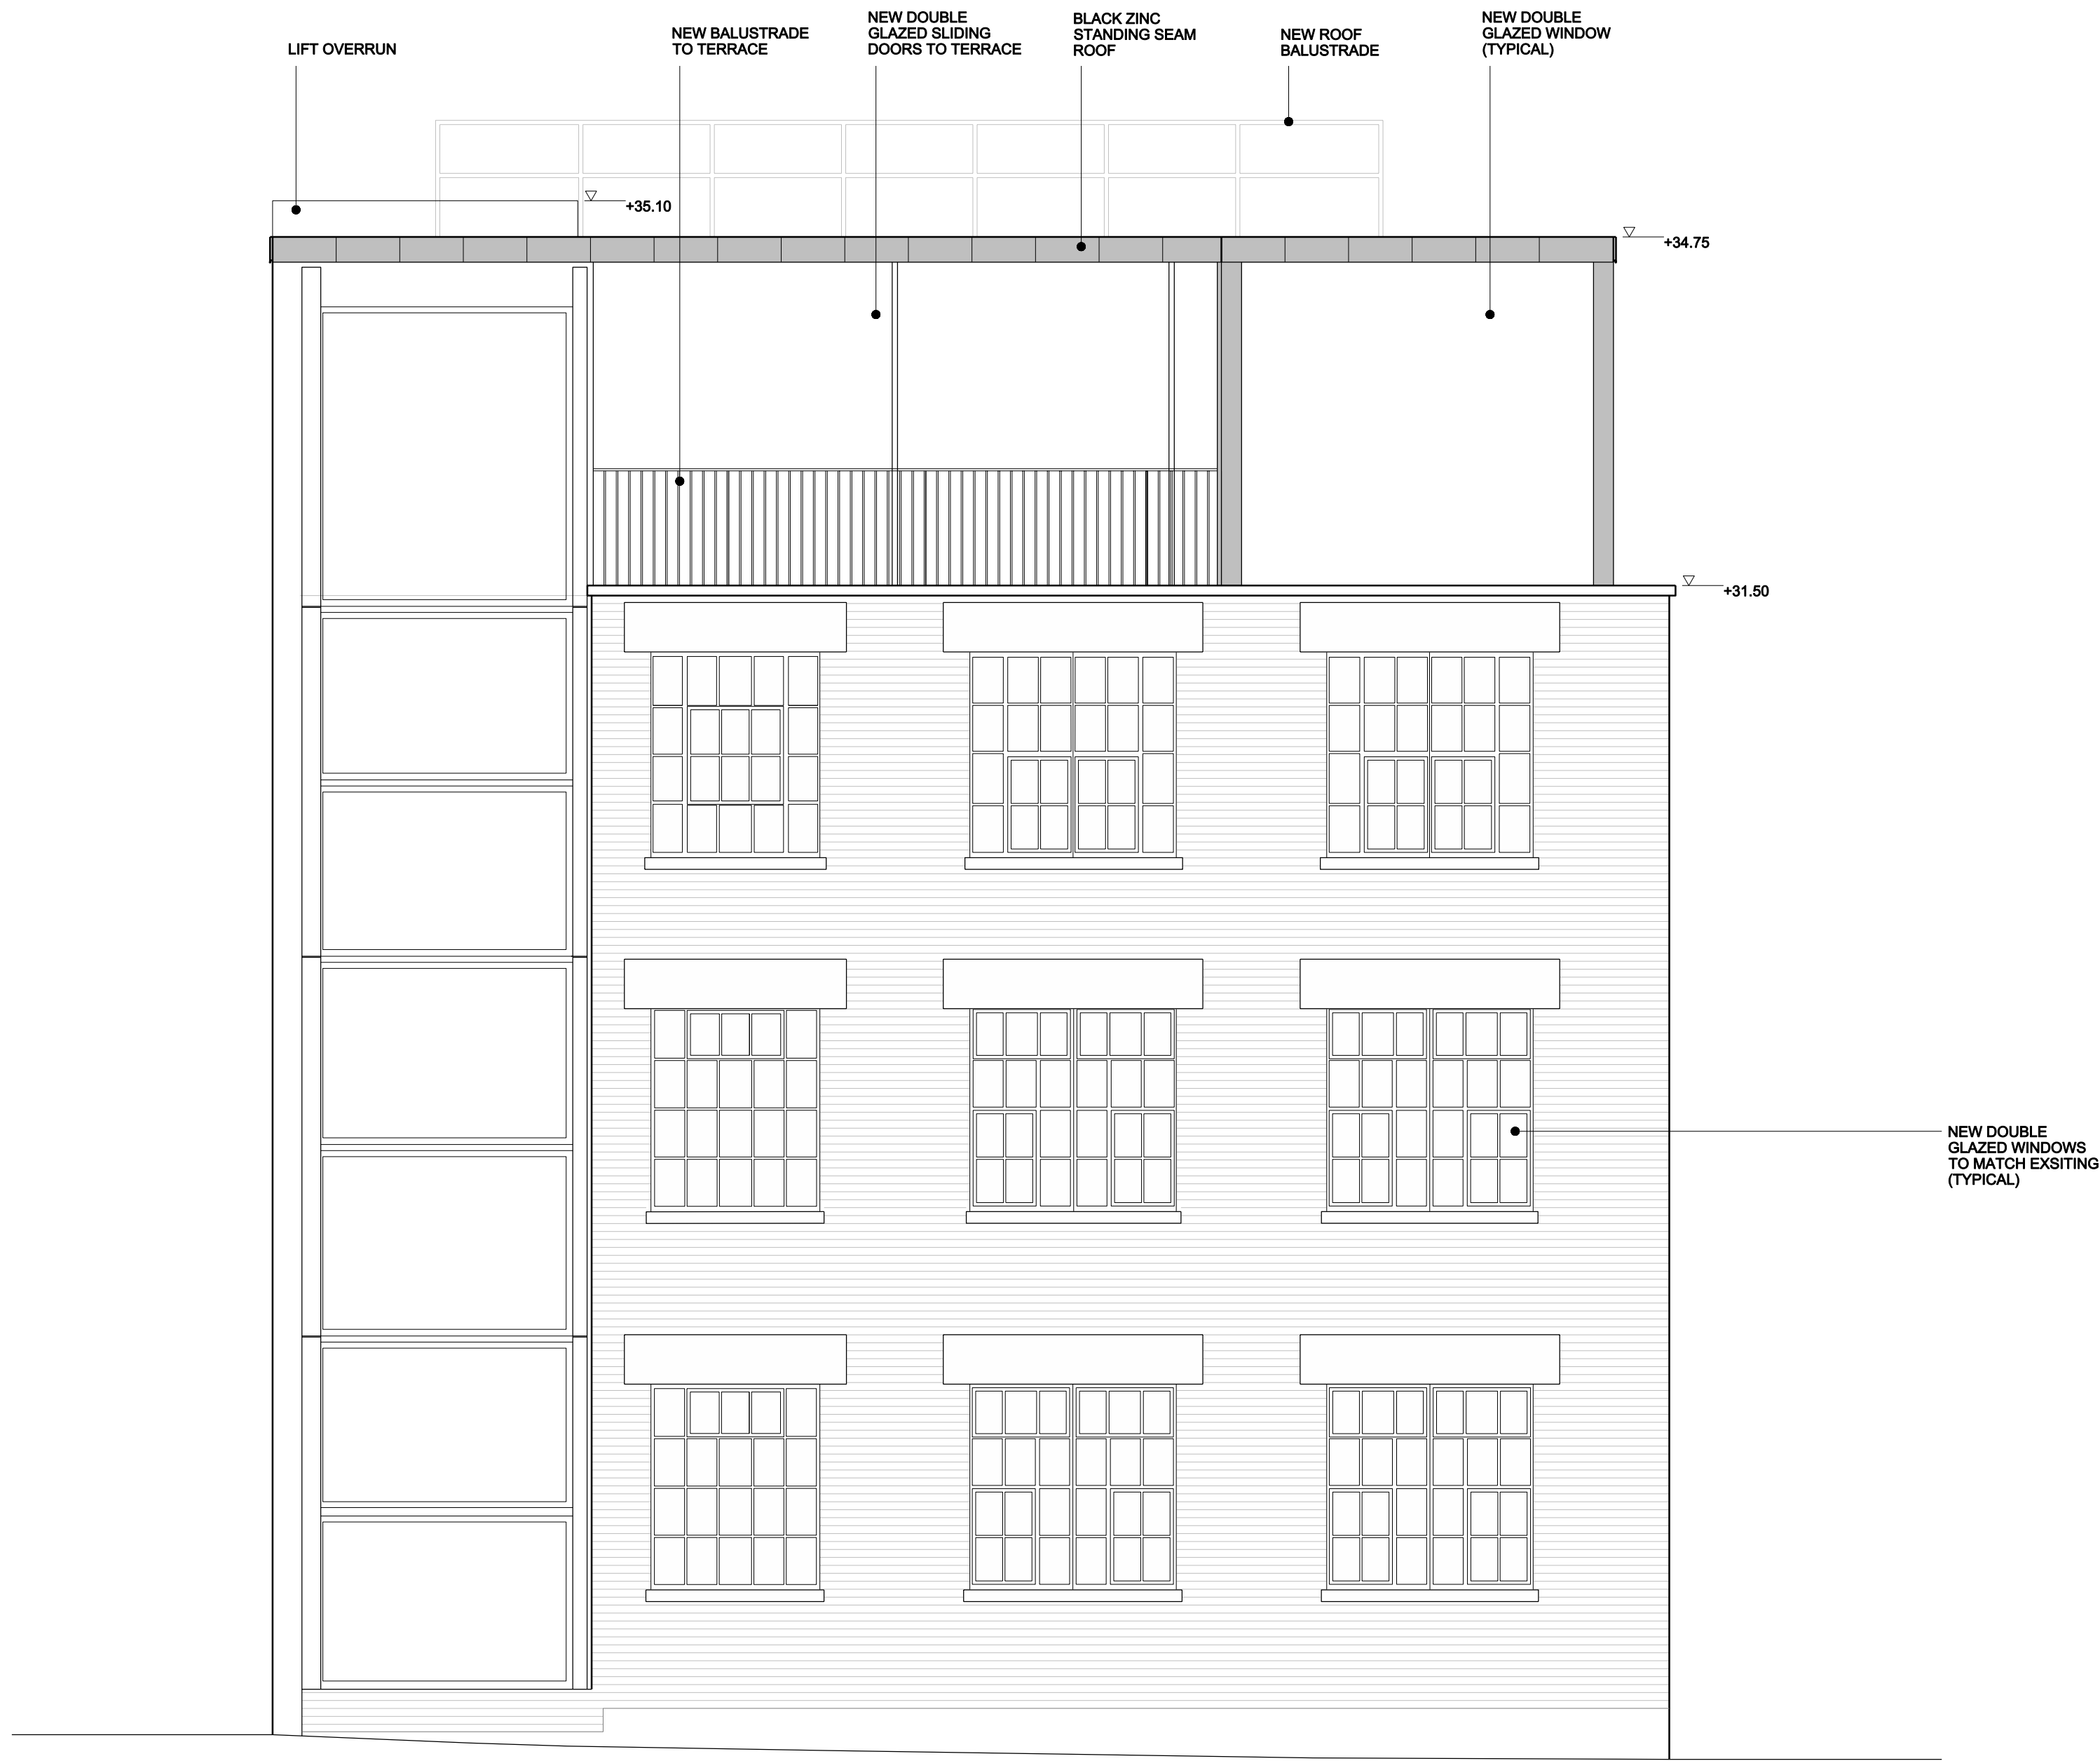 LIFT OVERRUN
NEW BALUSTRADE
TO TERRACE
NEW DOUBLE
GLAZED SLIDING
DOORS TO TERRACE
BLACK ZINC
STANDING SEAM
ROOF
NEW ROOF
BALUSTRADE
NEW DOUBLE
GLAZED WINDOW
(TYPICAL)
+35.10
+34.75
+31.50
NEW DOUBLE
GLAZED WINDOWS
TO MATCH EXSITING
(TYPICAL)